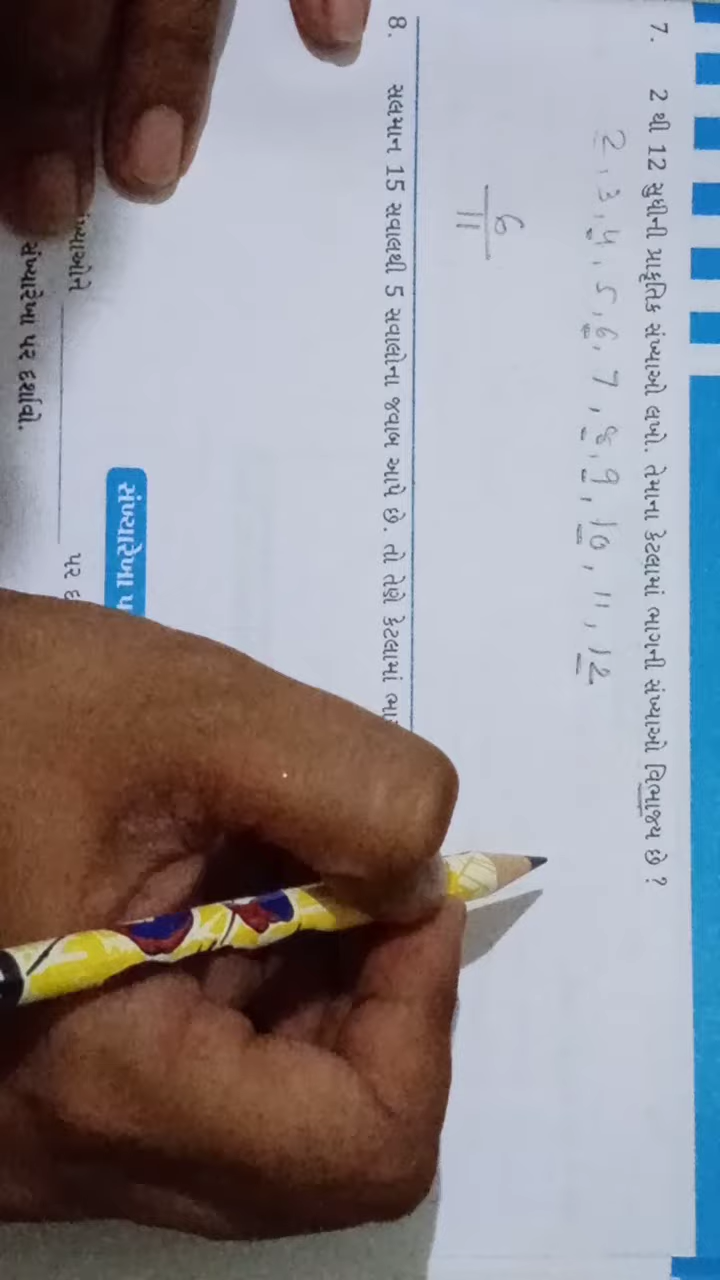 7. 2 થી 12 સુધીની પ્રાકૃતિક સંખ્યાઓ લખો. તેમાના કેટલામાં ભાગની સંખ્યાઓ વિભાજ્ય છે ?
2, 3, 4, 5, 6, 7, 8, 9, 10, 11, 12
6
11
8. સલમાન 15 સવાલથી 5 સવાલોના જવાબ આપે છે. તો તેણે કેટલામાં
સંખ્યારેખા
પર
સંખ્યારેખા પર દર્શાવો.